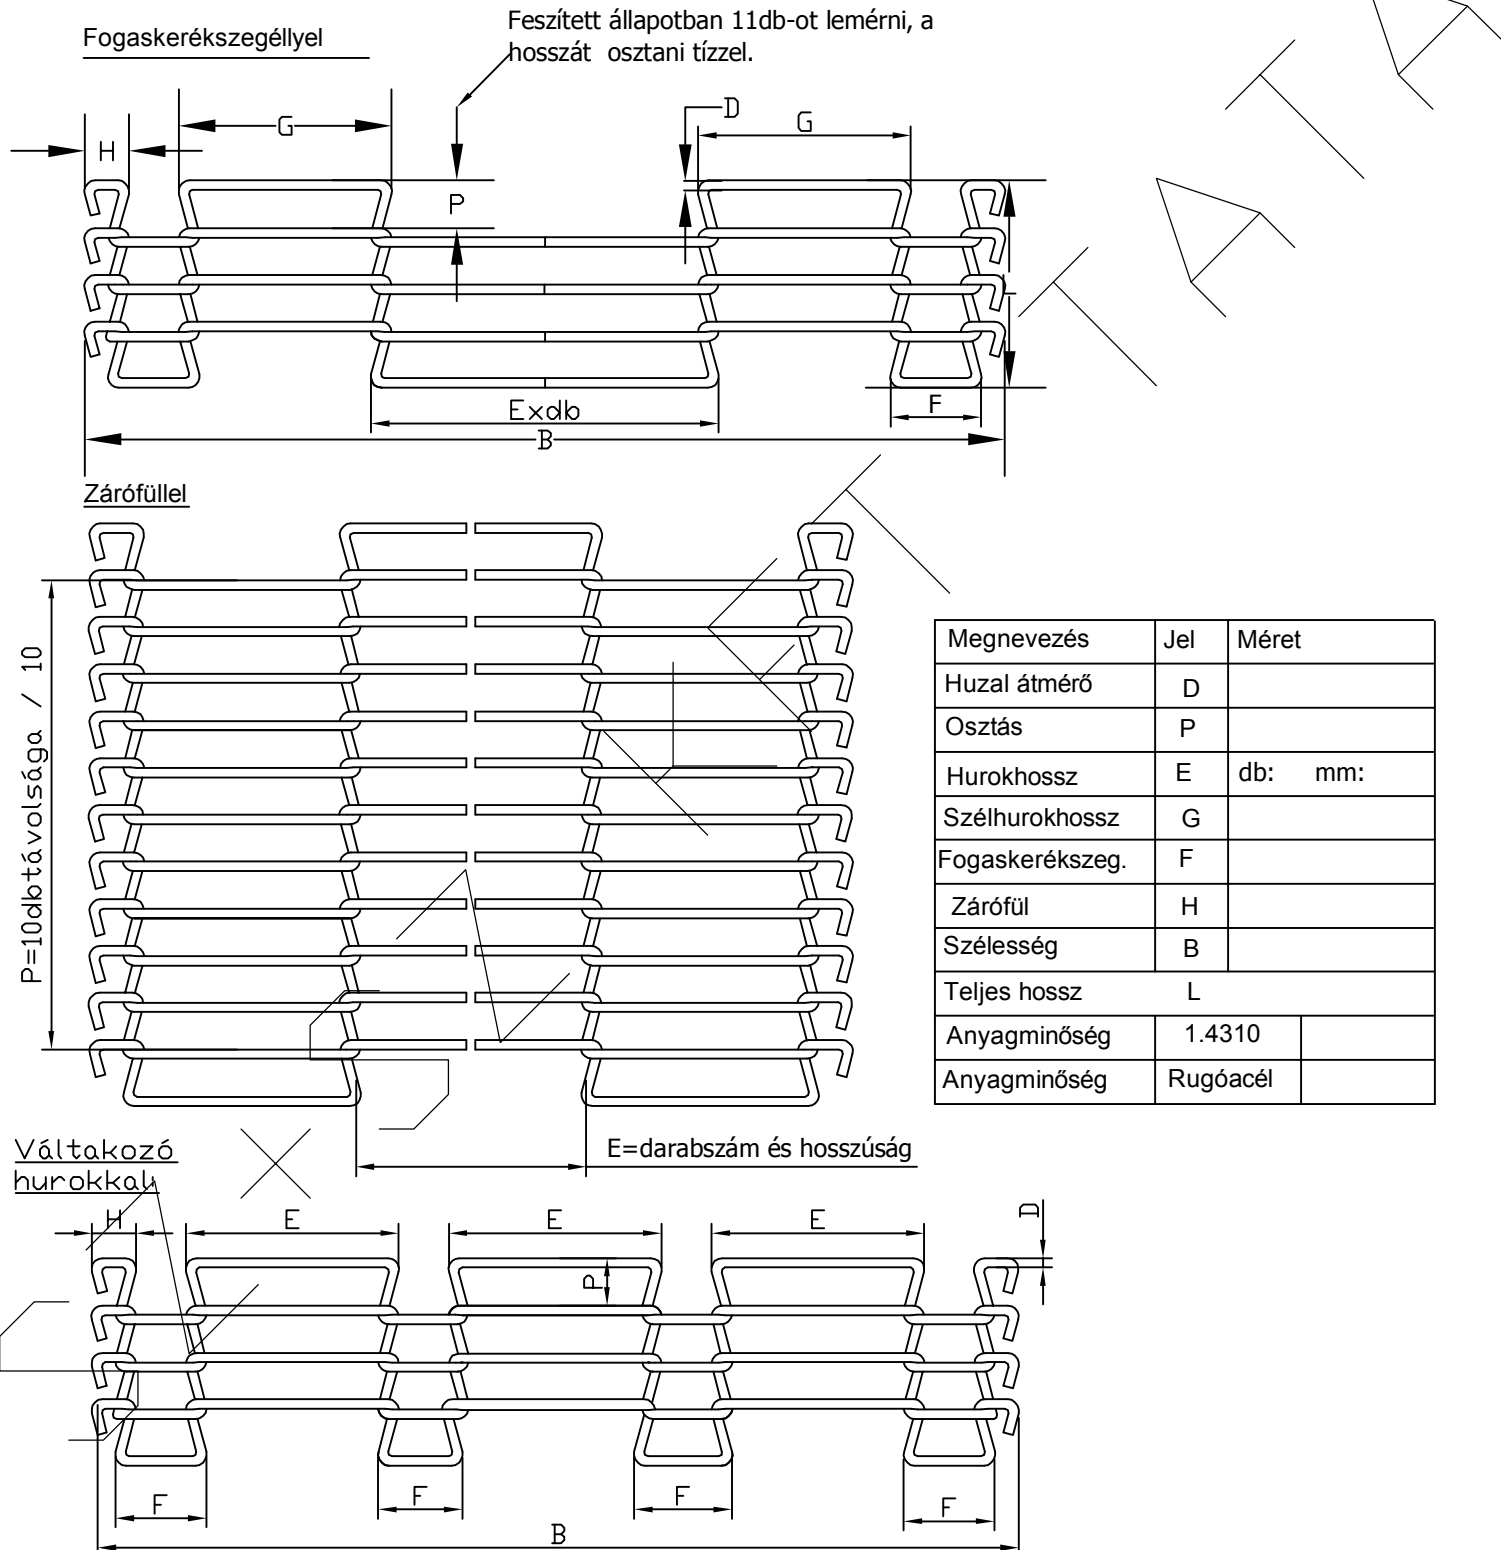 Fogaskerékszegéllyel
Feszített állapotban 11db-ot lemérni, a
hosszát osztani tízzel.
H
G
D
G
P
L
Exdb
F
B
Zárófüllel
P=10dbtávolsága / 10
Megnevezés Jel Méret
Huzal átmérő D
Osztás P
Hurokhossz E db: mm:
Szélhurokhossz G
Fogaskerékszeg. F
Zárófül H
Szélesség B
Teljes hossz L
Anyagminőség 1.4310
Anyagminőség Rugóacél
E=darabszám és hosszúság
Váltakozó
hurokkal:
H
E
E
E
D
P
F
F
F
F
B